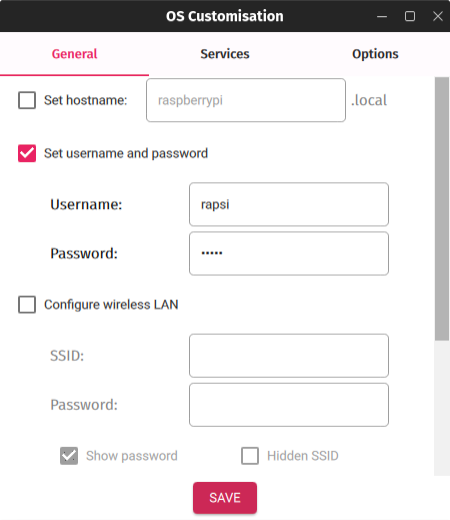 OS Customisation
General Services Options
Set hostname: raspberrypi .local
Set username and password
Username: rapsi
Password: •••••
Configure wireless LAN
SSID:
Password:
Show password Hidden SSID
SAVE